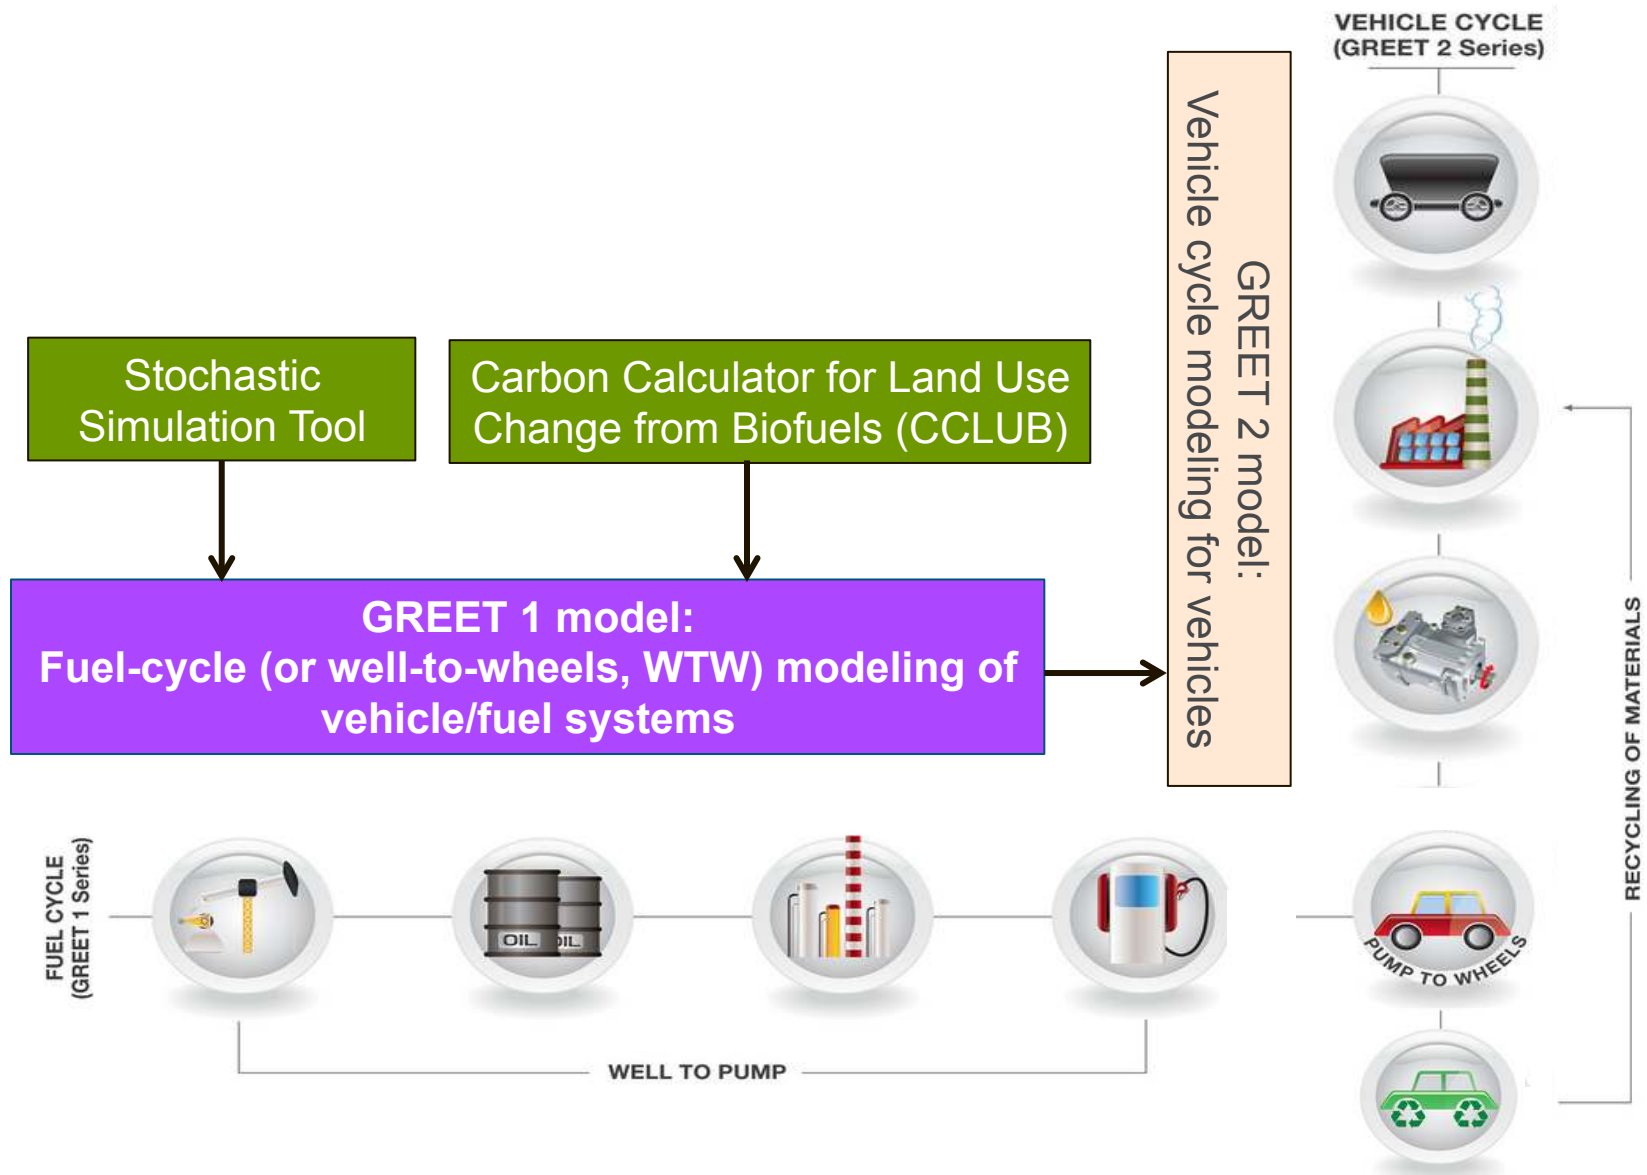 VEHICLE CYCLE
(GREET 2 Series)
GREET 2 model:
Vehicle cycle modeling for vehicles
Stochastic
Simulation Tool
Carbon Calculator for Land Use
Change from Biofuels (CCLUB)
GREET 1 model:
Fuel-cycle (or well-to-wheels, WTW) modeling of
vehicle/fuel systems
RECYCLING OF MATERIALS
FUEL CYCLE
(GREET 1 Series)
OIL
OIL
PUMP TO WHEELS
WELL TO PUMP